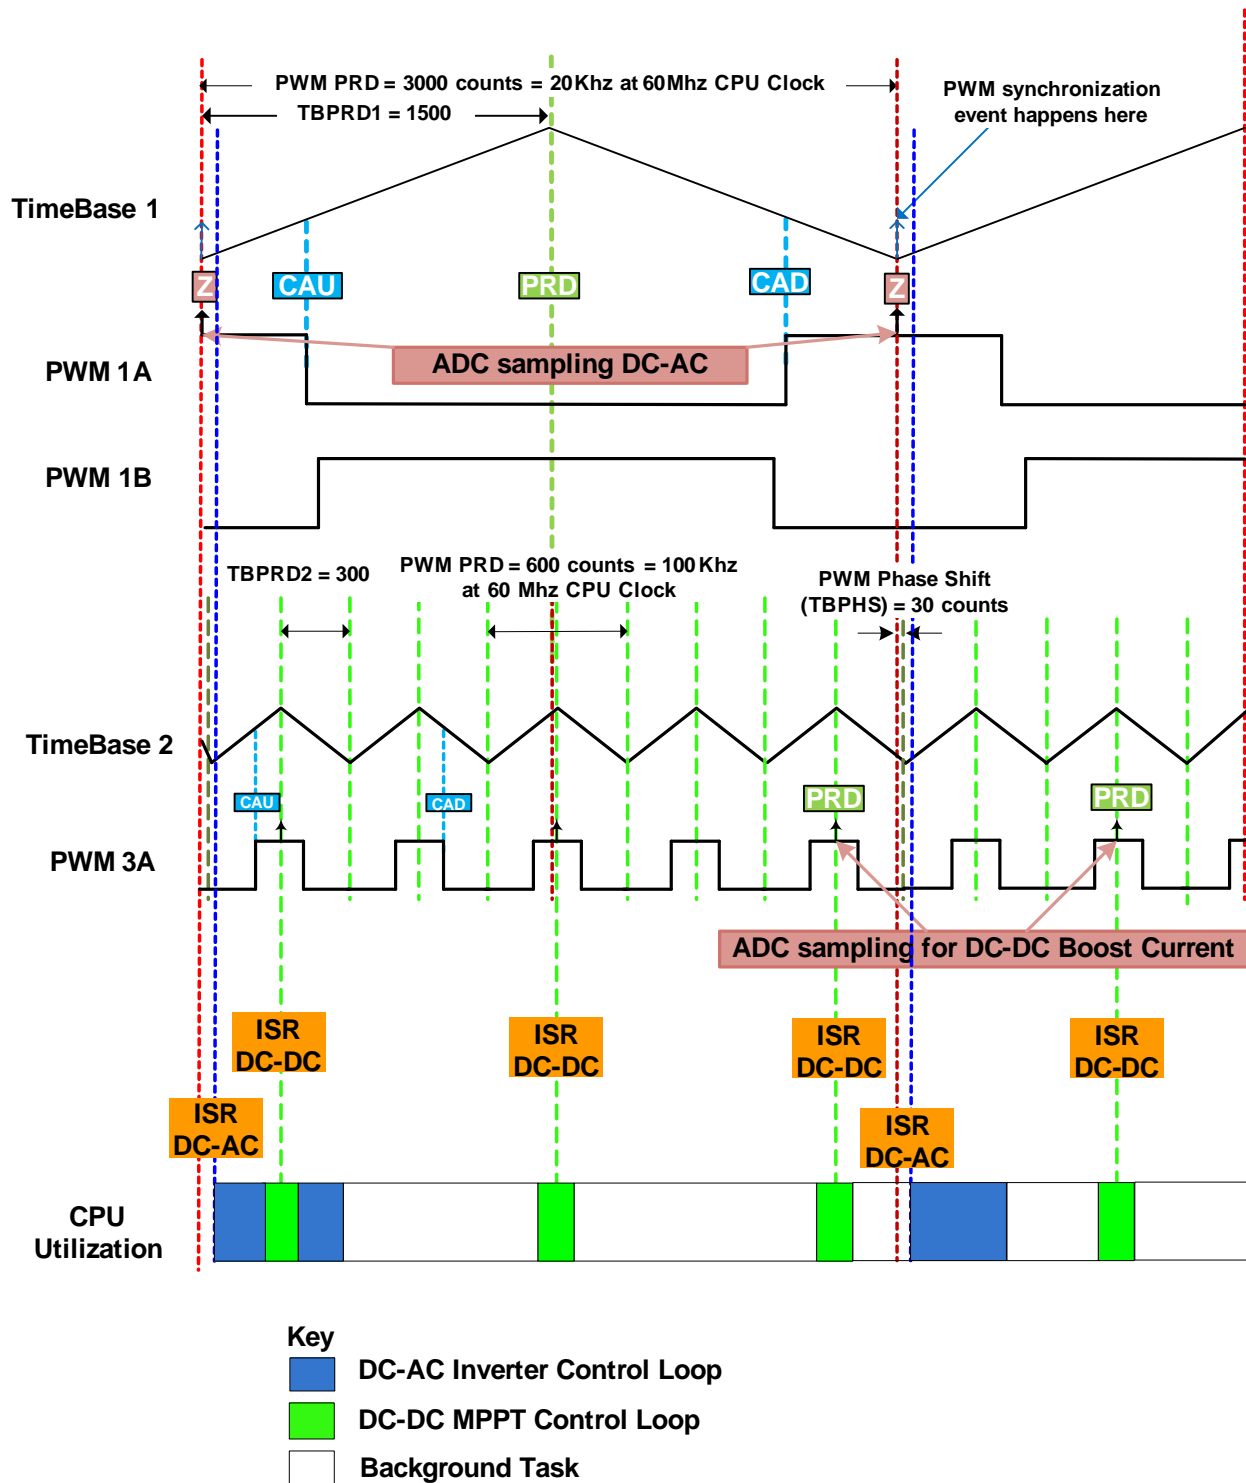 PWM PRD = 3000 counts = 20Khz at 60Mhz CPU Clock
TBPRD1 = 1500
PWM synchronization
event happens here
TimeBase 1
Z
CAU
PRD
CAD
Z
ADC sampling DC-AC
PWM 1A
PWM 1B
TBPRD2 = 300
PWM PRD = 600 counts = 100Khz
at 60 Mhz CPU Clock
PWM Phase Shift
(TBPHS) = 30 counts
TimeBase 2
CAU
CAD
PRD
PRD
PWM 3A
ADC sampling for DC-DC Boost Current
ISR
DC-DC
ISR
DC-DC
ISR
DC-DC
ISR
DC-DC
ISR
DC-AC
ISR
DC-AC
CPU
Utilization
Key
DC-AC Inverter Control Loop
DC-DC MPPT Control Loop
Background Task